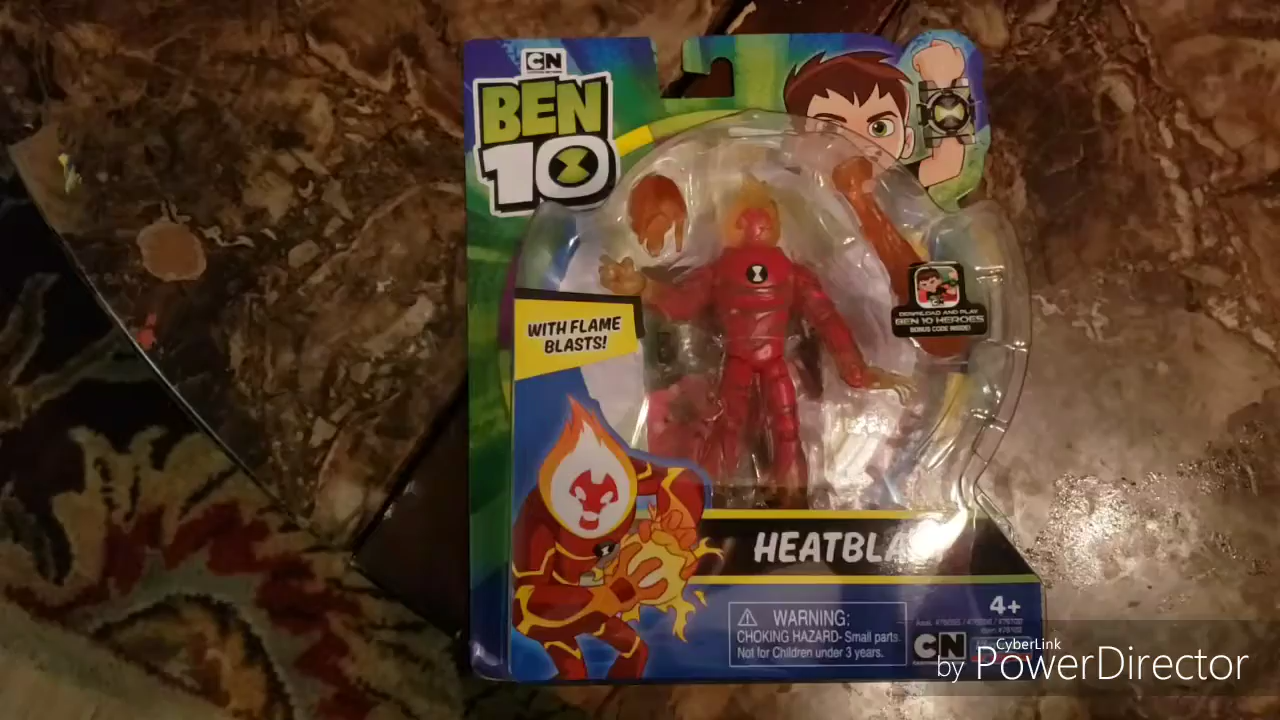 CN
BEN
10
WITH FLAME
BLASTS!
DOWNLOAD AND PLAY
BEN 10 HEROES
BONUS CODE INSIDE!
HEATBLA
WARNING:
CHOKING HAZARD- Small parts.
Not for Children under 3 years.
4+
CN
CyberLink
by PowerDirector